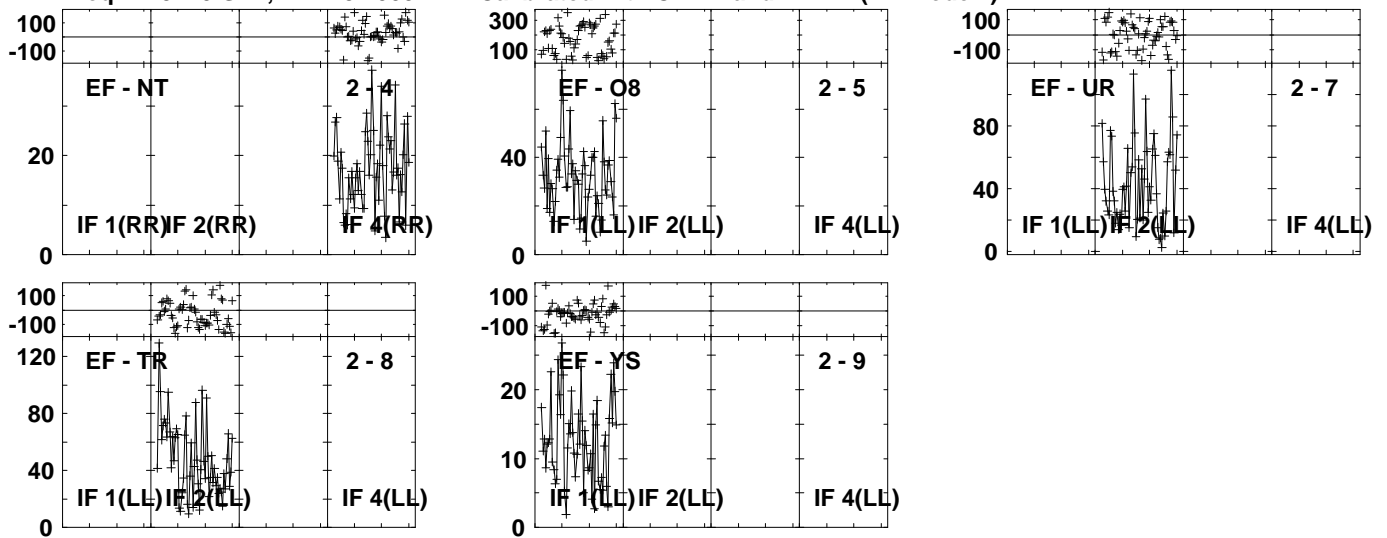 100 300 100
-100 100 -100
EF - NT 2 - 4 EF - O8 2 - 5 EF - UR 2 - 7
80
20 40 40
IF 1(RR) IF 2(RR) IF 4(RR) IF 1(LL) IF 2(LL) IF 4(LL) IF 1(LL) IF 2(LL) IF 4(LL)
0 0 0
100 100
-100 -100
120 EF - TR 2 - 8 EF - YS 2 - 9
20
80
40 10
IF 1(LL) IF 2(LL) IF 4(LL) IF 1(LL) IF 2(LL) IF 4(LL)
0 0